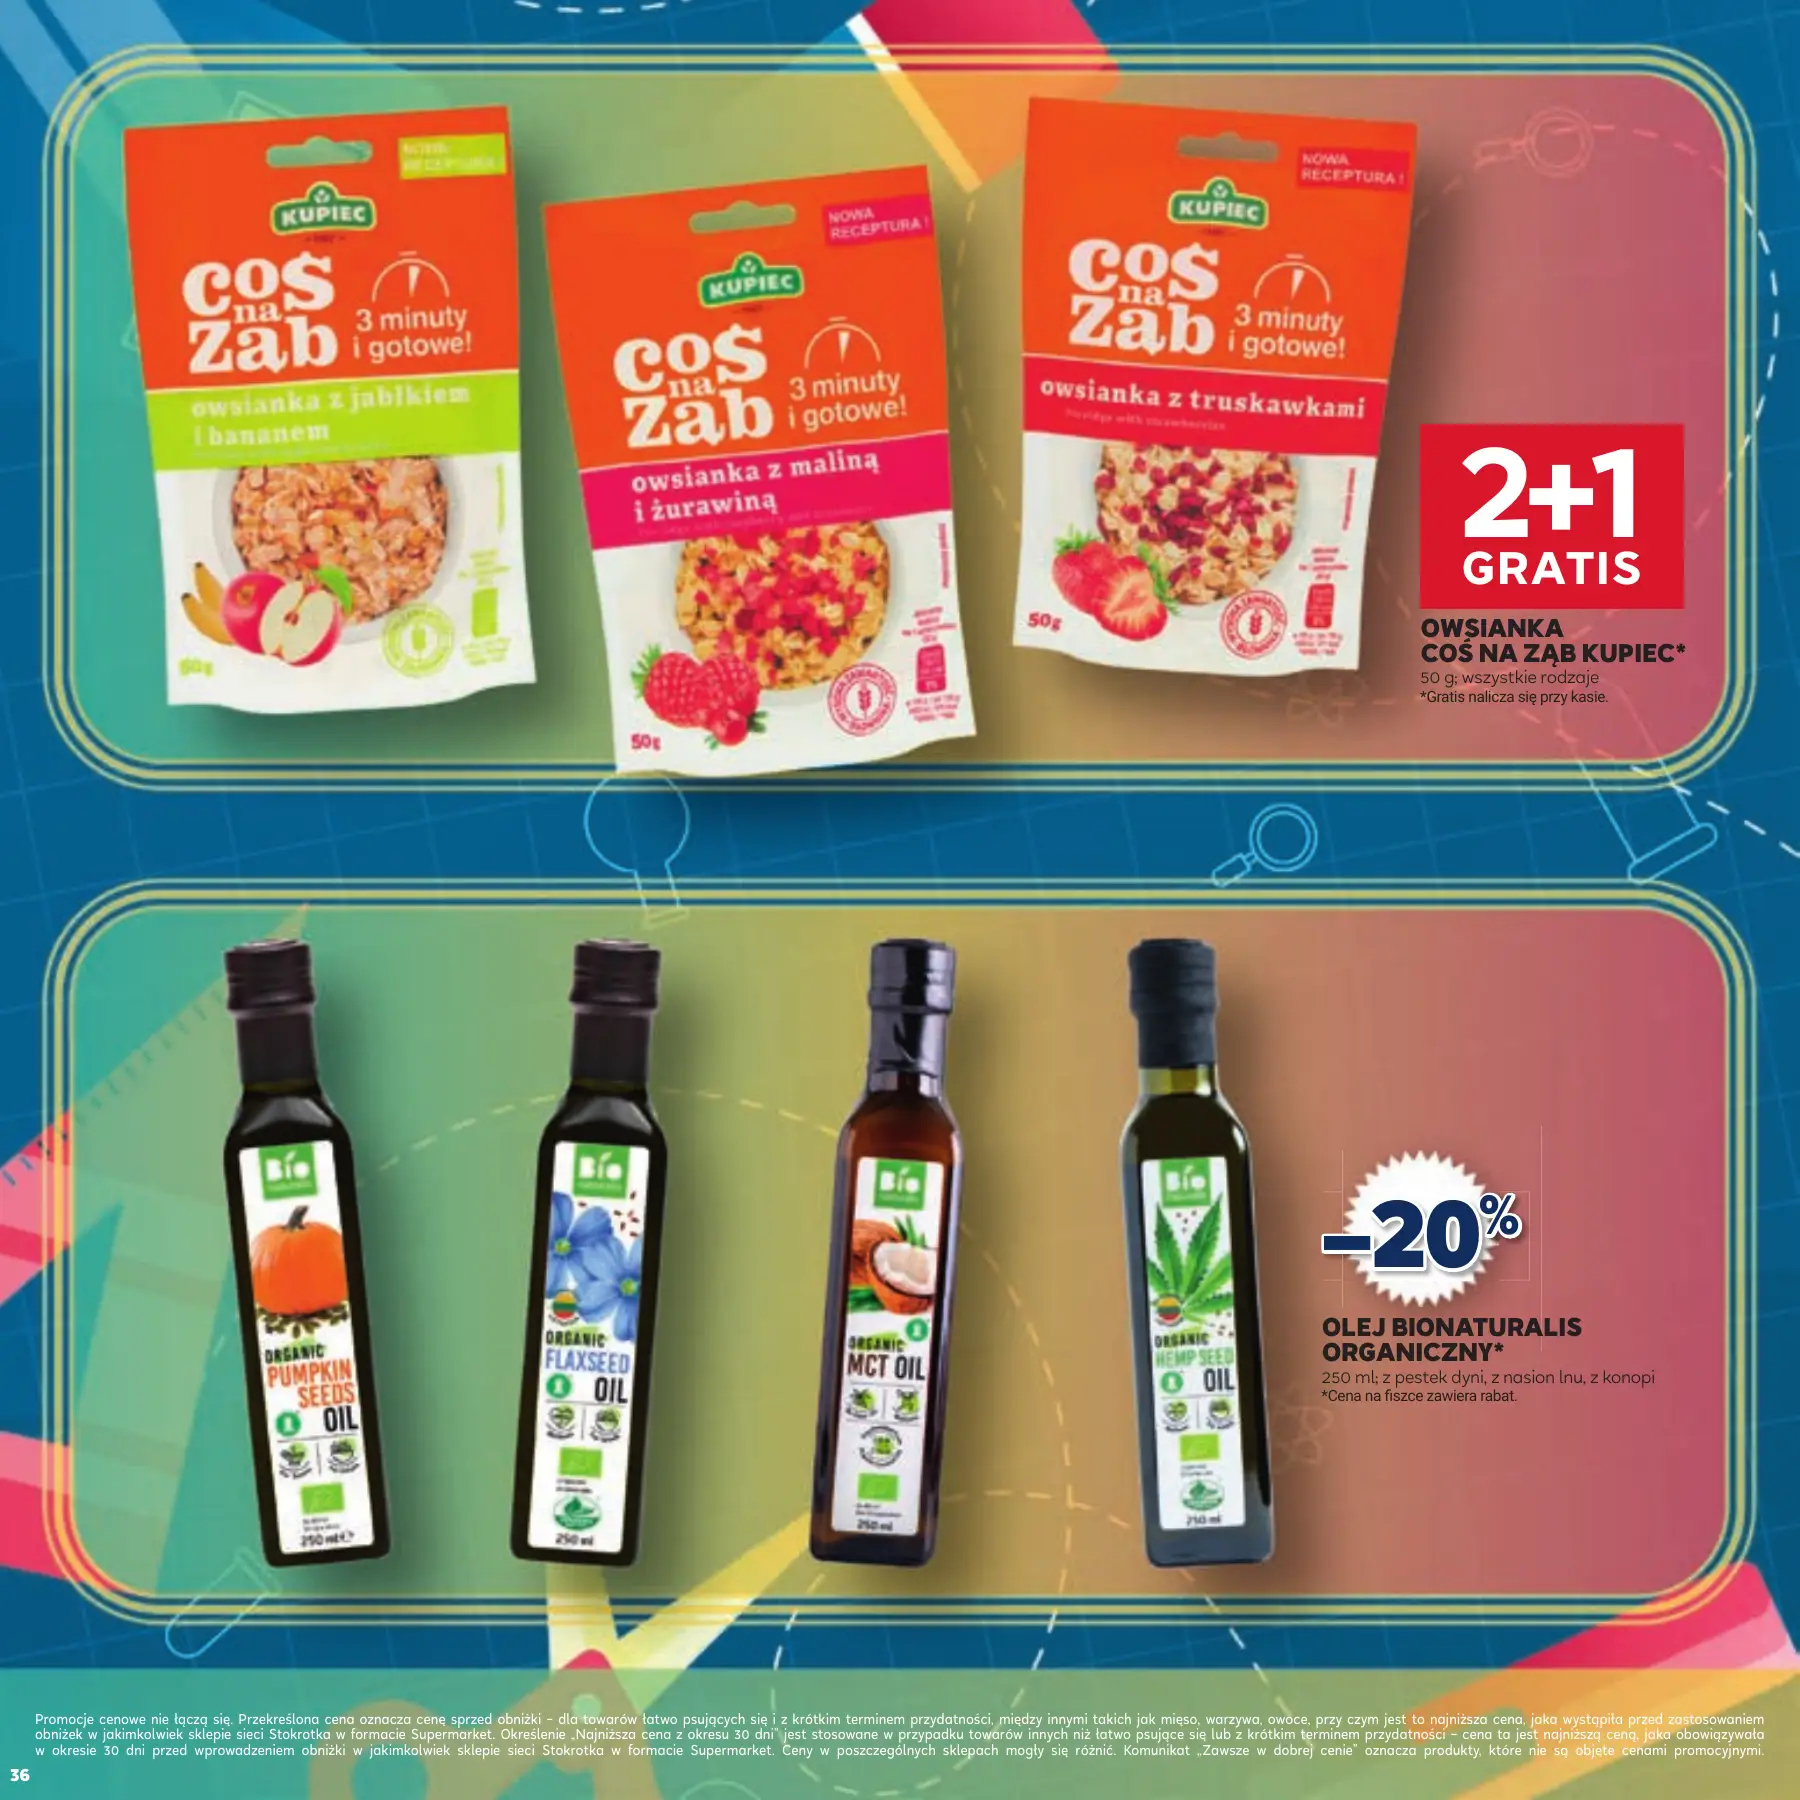 NOWA
RECEPTURA !
KUPIEC
coś
na
ząb
3 minuty
i gotowe!
owsianka z jabłkiem
i bananem
50g
NOWA
RECEPTURA !
KUPIEC
coś
na
ząb
3 minuty
i gotowe!
owsianka z maliną
i żurawiną
50g
NOWA
RECEPTURA !
KUPIEC
coś
na
ząb
3 minuty
i gotowe!
owsianka z truskawkami
50g
2+1
GRATIS
OWSIANKA
COŚ NA ZĄB KUPIEC*
50 g; wszystkie rodzaje
*Gratis nalicza się przy kasie.
Bio
ORGANIC
PUMPKIN
SEEDS
OIL
250 ml
Bio
ORGANIC
FLAXSEED
OIL
250 ml
Bio
ORGANIC
MCT OIL
250 ml
Bio
ORGANIC
HEMP SEED
OIL
250 ml
-20%
OLEJ BIONATURALIS
ORGANICZNY*
250 ml; z pestek dyni, z nasion lnu, z konopi
*Cena na fiszce zawiera rabat.
Promocje cenowe nie łączą się. Przekreślona cena oznacza cenę sprzed obniżki – dla towarów łatwo psujących się i z krótkim terminem przydatności, między innymi takich jak mięso, warzywa, owoce, przy czym jest to najniższa cena, jaka wystąpiła przed zastosowaniem
obniżek w jakimkolwiek sklepie sieci Stokrotka w formacie Supermarket. Określenie „Najniższa cena z okresu 30 dni” jest stosowane w przypadku towarów innych niż łatwo psujące się lub z krótkim terminem przydatności – cena ta jest najniższą ceną, jaka obowiązywała
w okresie 30 dni przed wprowadzeniem obniżki w jakimkolwiek sklepie sieci Stokrotka w formacie Supermarket. Ceny w poszczególnych sklepach mogły się różnić. Komunikat „Zawsze w dobrej cenie” oznacza produkty, które nie są objęte cenami promocyjnymi.
36